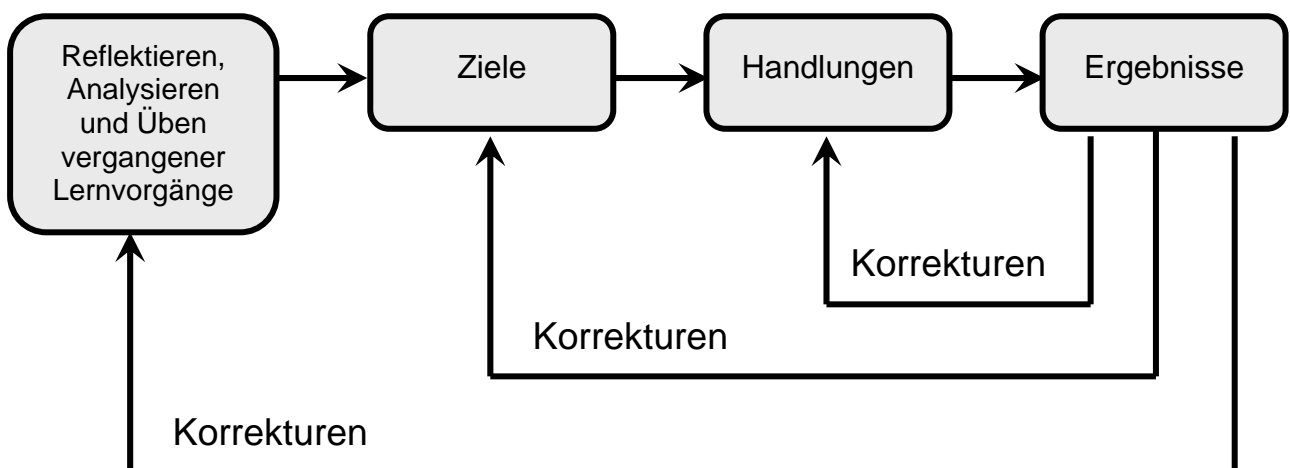 Reflektieren,
Analysieren
und Üben
vergangener
Lernvorgänge
Ziele
Handlungen
Ergebnisse
Korrekturen
Korrekturen
Korrekturen